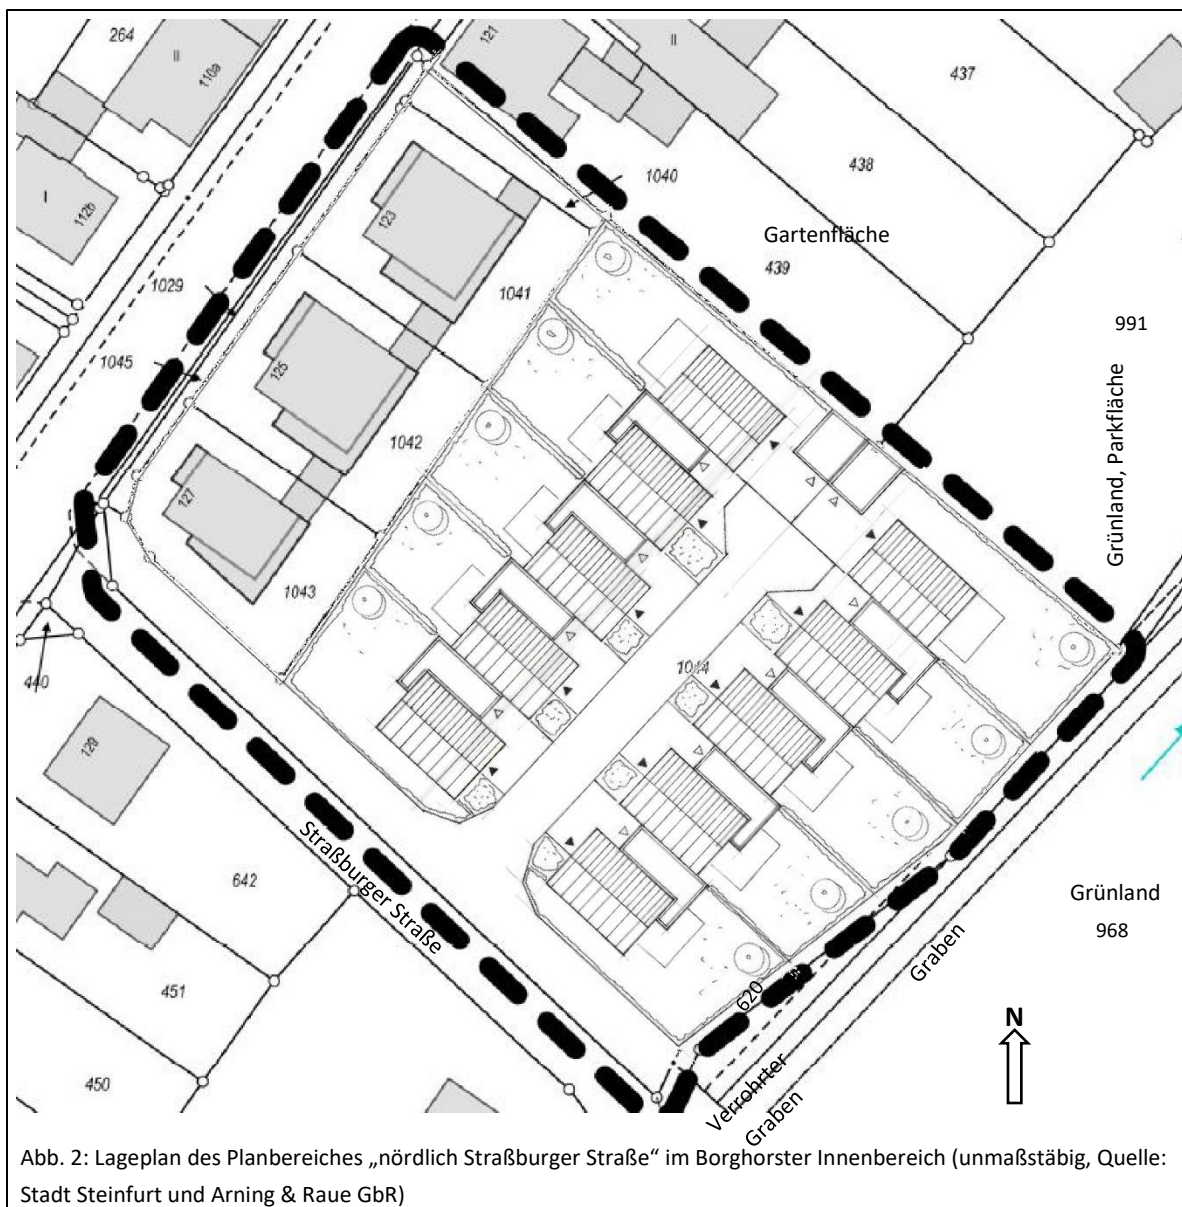 264
II
110a
121
II
437
I
112b
438
1040
Gartenfläche
439
123
1029
1041
991
1045
125
Grünland, Parkfläche
1042
127
1043
440
1044
129
Straßburger Straße
642
Grünland
968
Graben
451
620
N
450
Verrohrter
Graben
Abb. 2: Lageplan des Planbereiches „nördlich Straßburger Straße“ im Borghorster Innenbereich (unmaßstäbig, Quelle:
Stadt Steinfurt und Arning & Raue GbR)